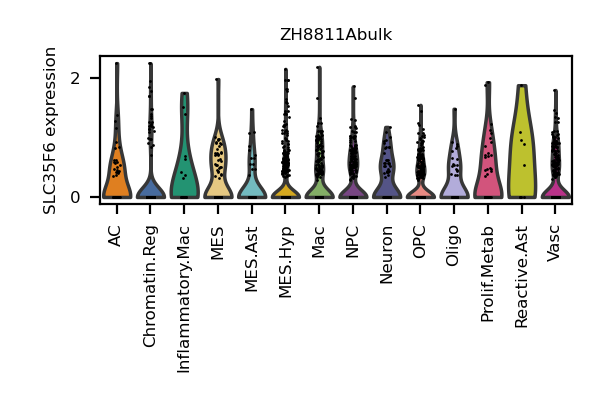 ZH8811Abulk
SLC35F6 expression
2
0
AC
Chromatin.Reg
Inflammatory.Mac
MES
MES.Ast
MES.Hyp
Mac
NPC
Neuron
OPC
Oligo
Prolif.Metab
Reactive.Ast
Vasc